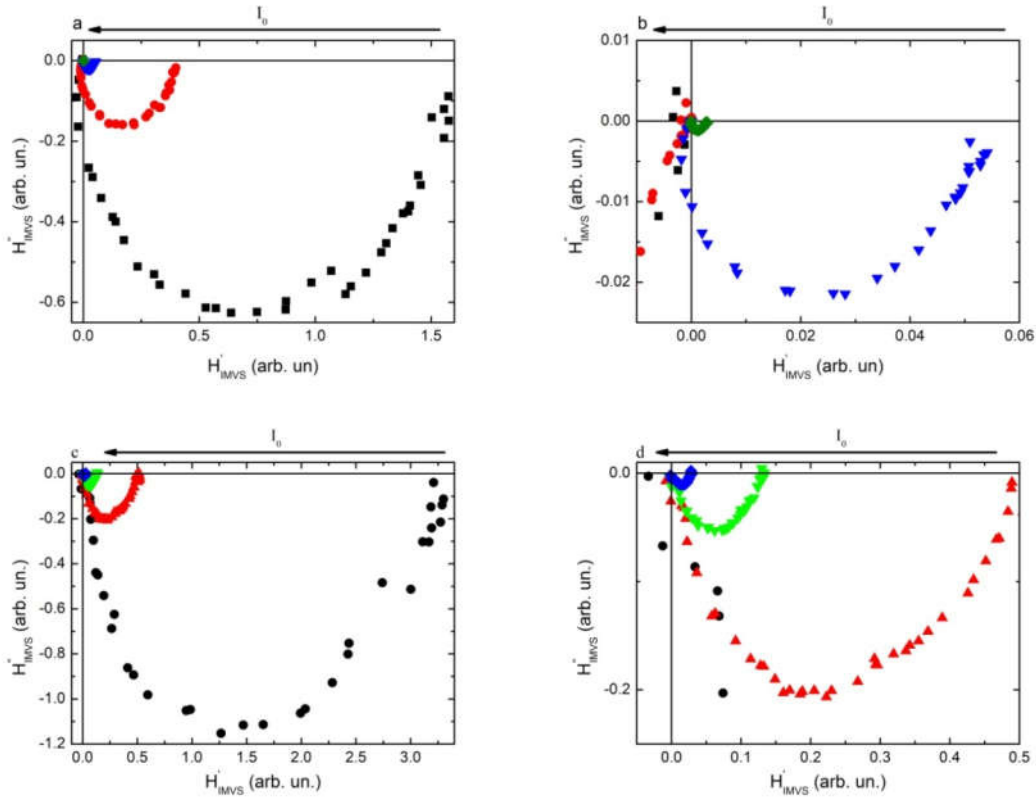 a
I₀
0.0
-0.2
-0.4
-0.6
0.0 0.5 1.0 1.5
H''IMVS (arb. un.)
H'IMVS (arb. un)
b
I₀
0.01
0.00
-0.01
-0.02
0.00 0.02 0.04 0.06
H''IMVS (arb. un.)
H'IMVS (arb. un)
c
I₀
0.0
-0.2
-0.4
-0.6
-0.8
-1.0
-1.2
0.0 0.5 1.0 1.5 2.0 2.5 3.0
H''IMVS (arb. un.)
H'IMVS (arb. un.)
d
I₀
0.0
-0.2
0.0 0.1 0.2 0.3 0.4 0.5
H''IMVS (arb. un.)
H'IMVS (arb. un.)